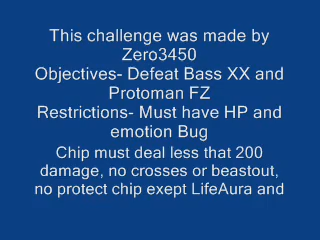 This challenge was made by
Zero3450
Objectives- Defeat Bass XX and
Protoman FZ
Restrictions- Must have HP and
emotion Bug
Chip must deal less that 200
damage, no crosses or beastout,
no protect chip exept LifeAura and